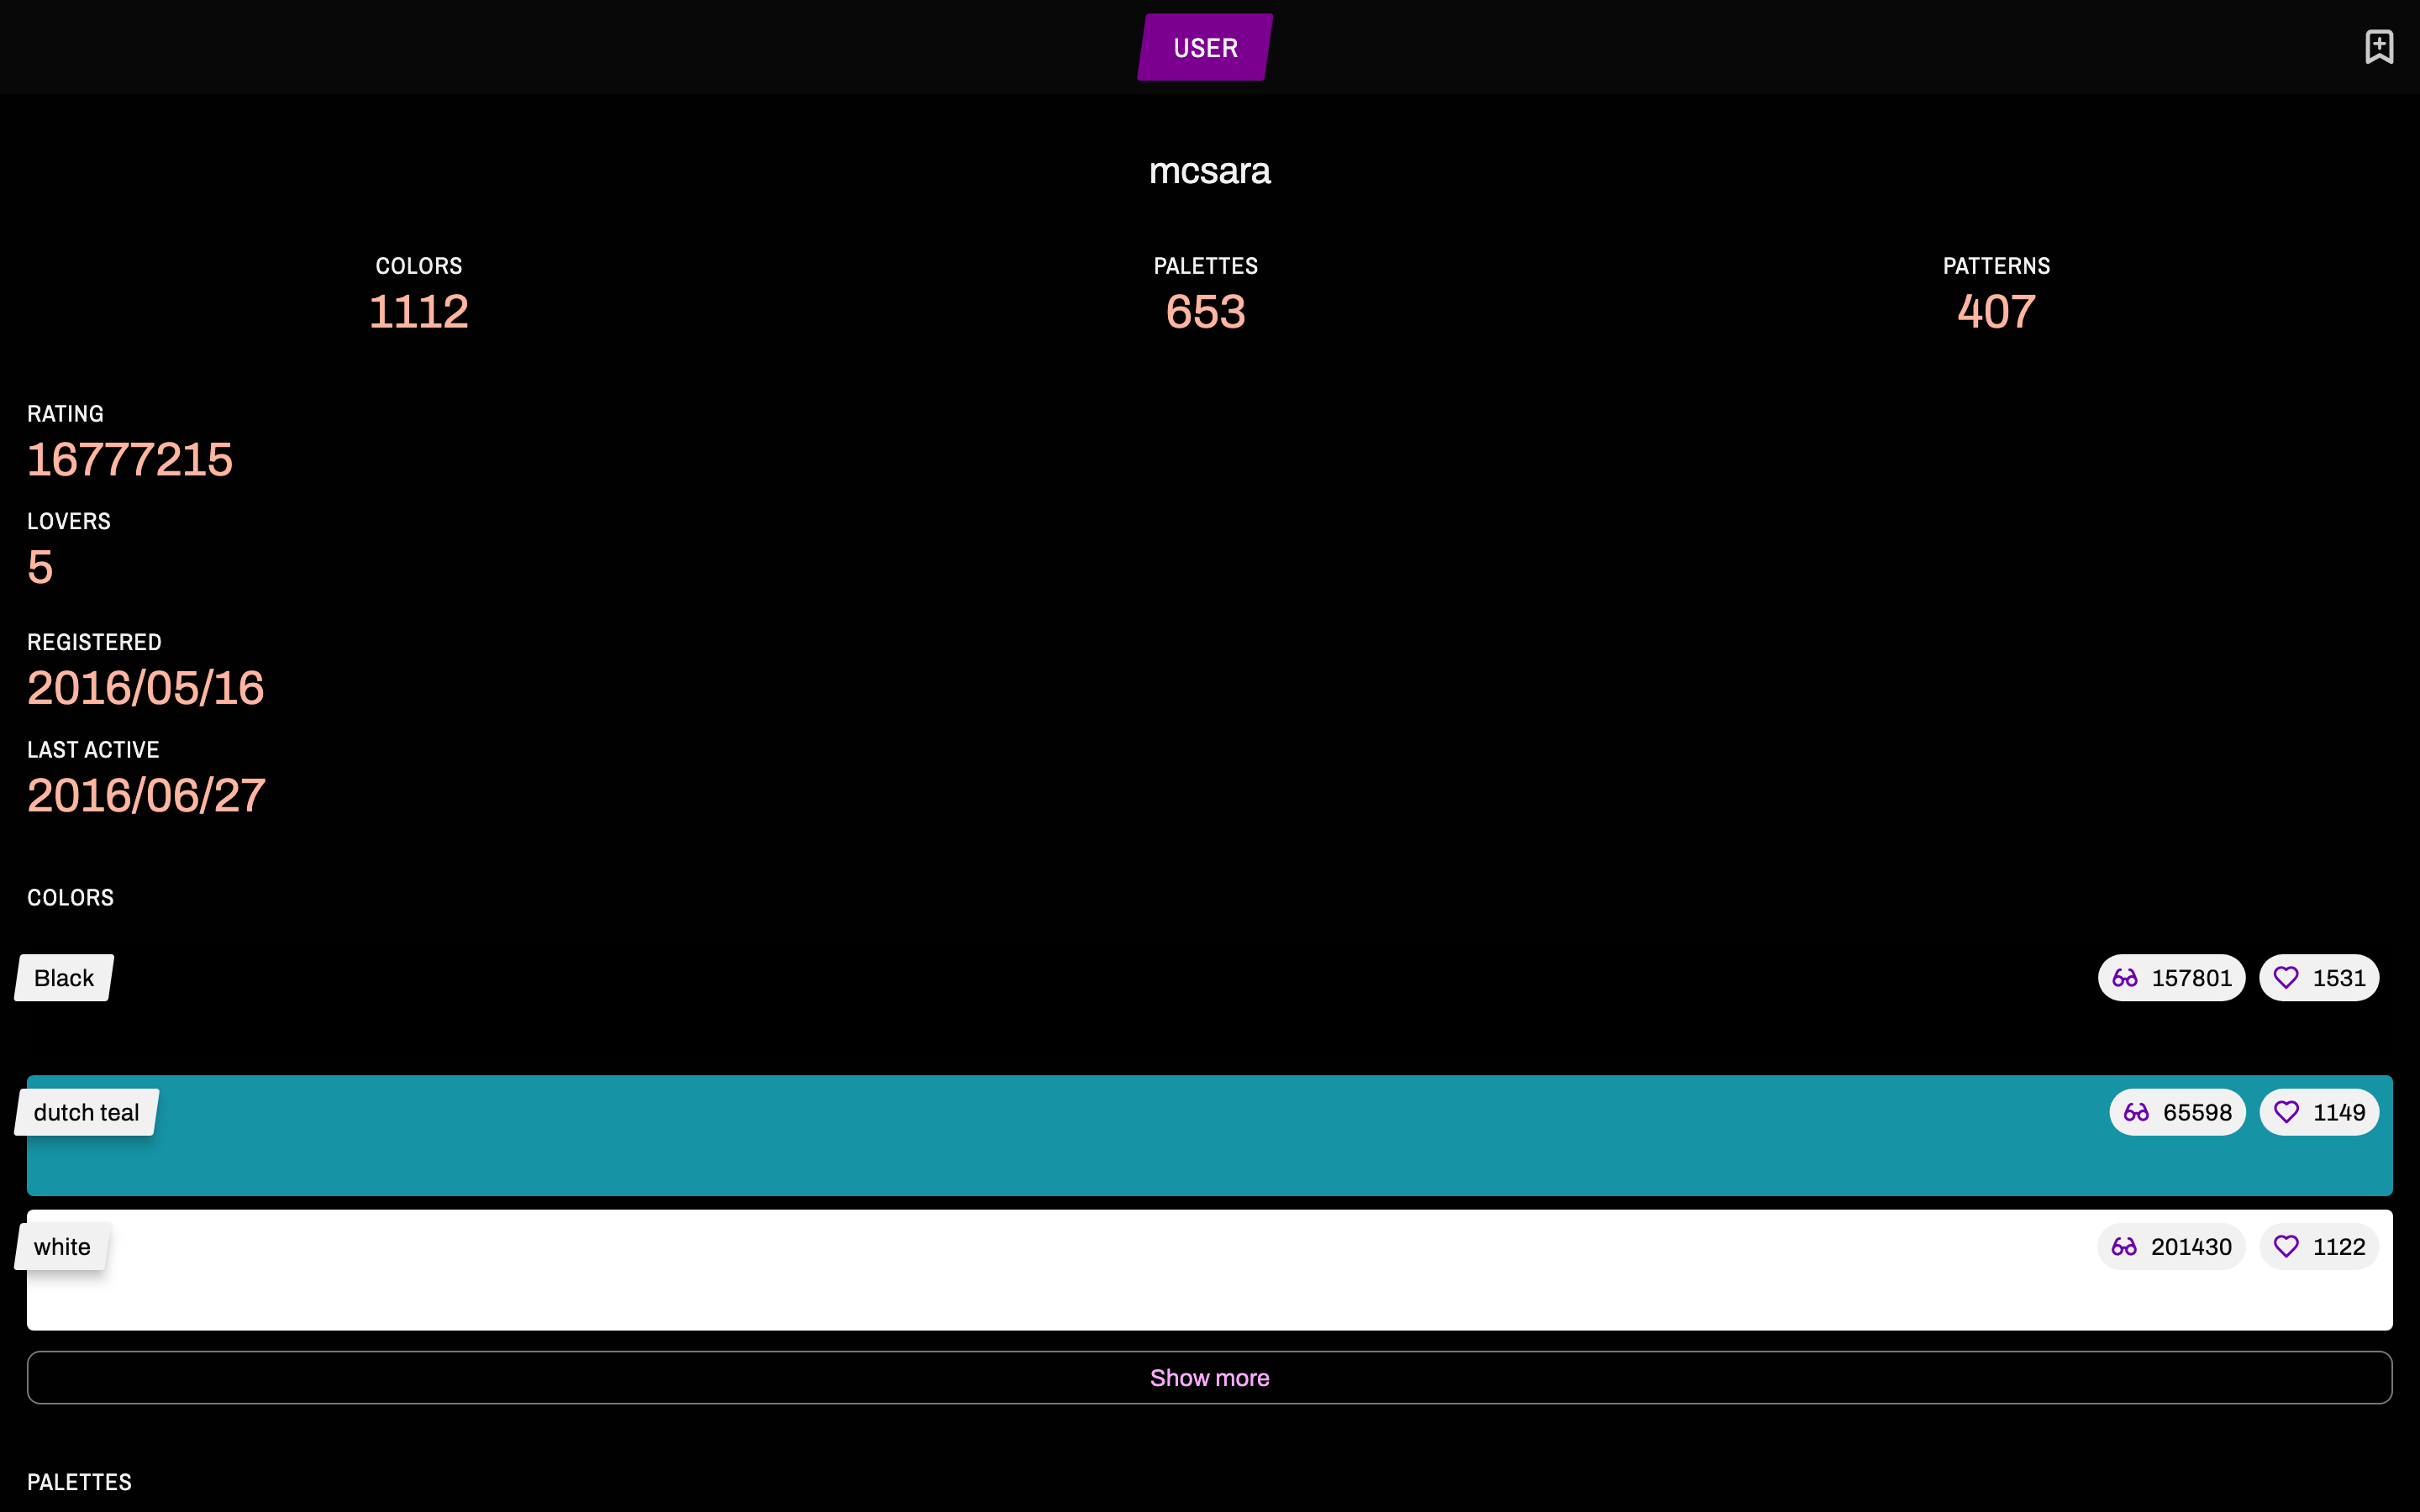 USER
mcsara
COLORS PALETTES PATTERNS
1112 653 407
RATING
16777215
LOVERS
5
REGISTERED
2016/05/16
LAST ACTIVE
2016/06/27
COLORS
Black 157801 1531
dutch teal 65598 1149
white 201430 1122
Show more
PALETTES